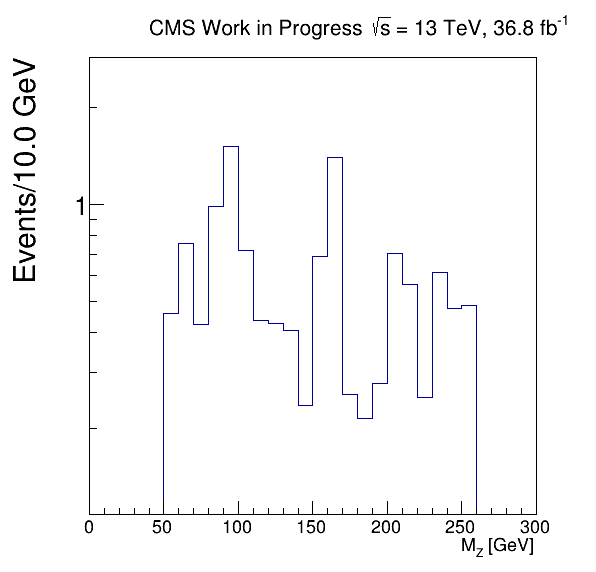 CMS Work in Progress √s = 13 TeV, 36.8 fb⁻¹
Events/10.0 GeV
1
0 50 100 150 200 250 300
M_Z [GeV]